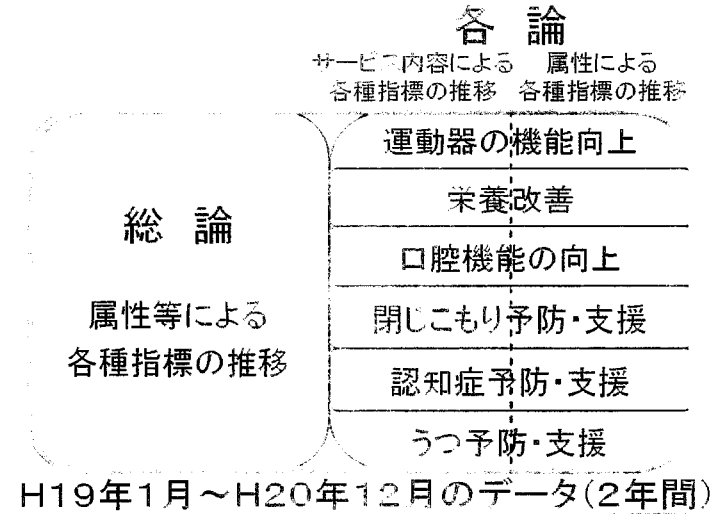 各 論
サービス内容による 属性による
各種指標の推移 各種指標の推移
運動器の機能向上
栄養改善
口腔機能の向上
閉じこもり予防・支援
認知症予防・支援
うつ予防・支援
総 論
属性等による
各種指標の推移
H19年1月～H20年12月のデータ(2年間)